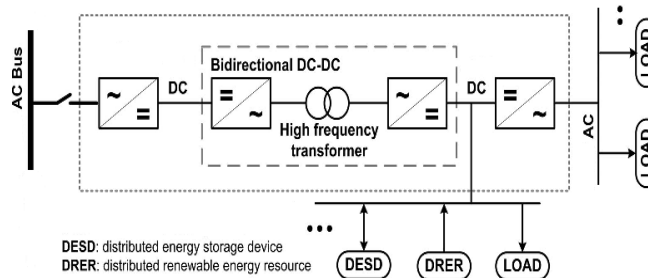 AC Bus
DC
Bidirectional DC-DC
High frequency
transformer
DC
AC
LOAD
LOAD
DESD: distributed energy storage device
DRER: distributed renewable energy resource
DESD
DRER
LOAD